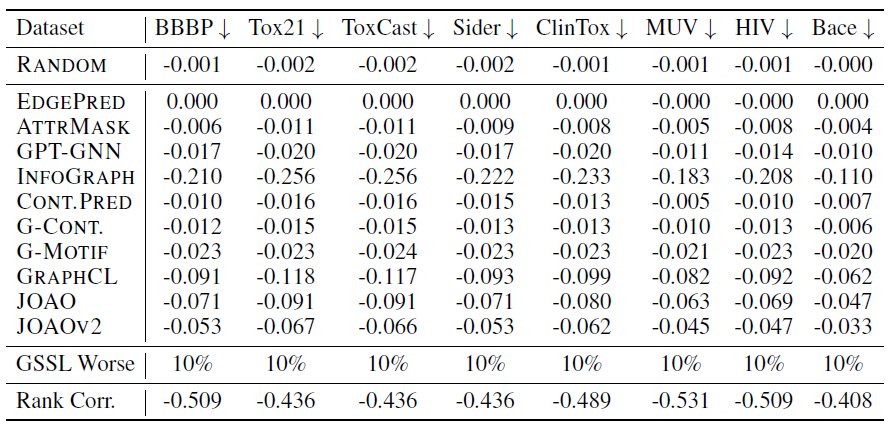 Dataset BBBP ↓ Tox21 ↓ ToxCast ↓ Sider ↓ ClinTox ↓ MUV ↓ HIV ↓ Bace ↓
RANDOM -0.001 -0.002 -0.002 -0.002 -0.001 -0.001 -0.001 -0.000
EDGEPRED 0.000 0.000 0.000 0.000 0.000 -0.000 -0.000 0.000
ATTRMASK -0.006 -0.011 -0.011 -0.009 -0.008 -0.005 -0.008 -0.004
GPT-GNN -0.017 -0.020 -0.020 -0.017 -0.020 -0.011 -0.014 -0.010
INFOGRAPH -0.210 -0.256 -0.256 -0.222 -0.233 -0.183 -0.208 -0.110
CONT.PRED -0.010 -0.016 -0.016 -0.015 -0.013 -0.005 -0.010 -0.007
G-CONT. -0.012 -0.015 -0.015 -0.013 -0.013 -0.010 -0.013 -0.006
G-MOTIF -0.023 -0.023 -0.024 -0.023 -0.023 -0.021 -0.023 -0.020
GRAPHCL -0.091 -0.118 -0.117 -0.093 -0.099 -0.082 -0.092 -0.062
JOAO -0.071 -0.091 -0.091 -0.071 -0.080 -0.063 -0.069 -0.047
JOAOV2 -0.053 -0.067 -0.066 -0.053 -0.062 -0.045 -0.047 -0.033
GSSL Worse 10% 10% 10% 10% 10% 10% 10% 10%
Rank Corr. -0.509 -0.436 -0.436 -0.436 -0.489 -0.531 -0.509 -0.408